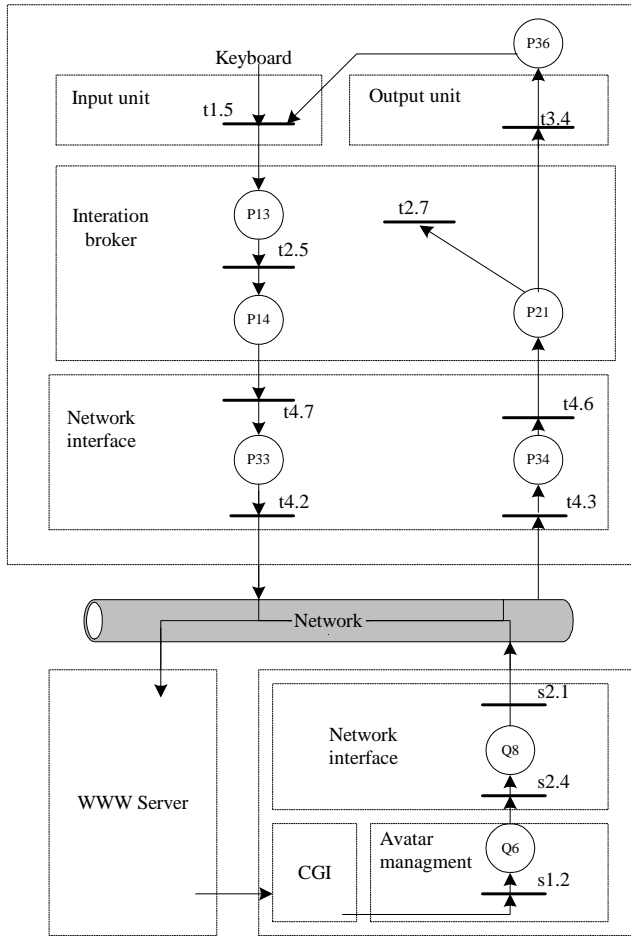 P36
Keyboard
Input unit
Output unit
t1.5
t3.4
P13
t2.7
Interation
broker
t2.5
P14
P21
t4.7
t4.6
Network
interface
P33
P34
t4.2
t4.3
Network
s2.1
Network
interface
Q8
WWW Server
s2.4
Avatar
managment
Q6
CGI
s1.2